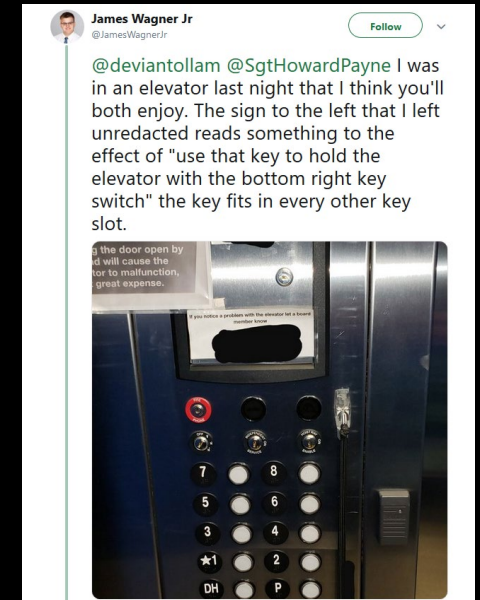 James Wagner Jr
@JamesWagnerJr
Follow
@deviantollam @SgtHowardPayne I was
in an elevator last night that I think you'll
both enjoy. The sign to the left that I left
unredacted reads something to the
effect of "use that key to hold the
elevator with the bottom right key
switch" the key fits in every other key
slot.
g the door open by
d will cause the
tor to malfunction,
great expense.
If you notice a problem with the elevator let a board
member know
7 8
5 6
3 4
★1 2
DH P